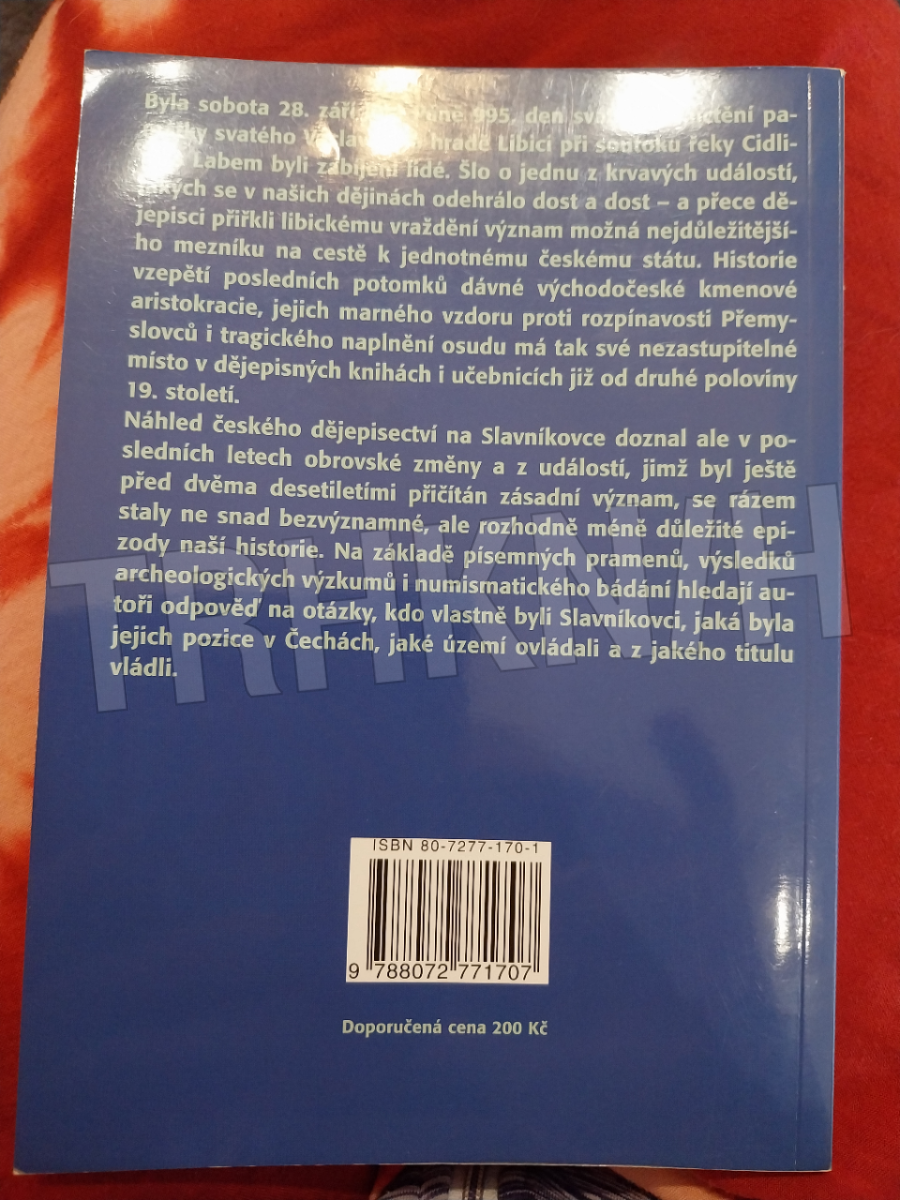 Byla sobota 28. září 995, den sva ctění pa-
tky svatého Václav hradě Libici při soutoku řeky Cidli-
Labem byli zabíjeni lidé. Šlo o jednu z krvavých událostí,
jakých se v našich dějinách odehrálo dost a dost – a přece dě-
jepisci přiřkli libickému vraždění význam možná nejdůležitější-
ho mezníku na cestě k jednotnému českému státu. Historie
vzepětí posledních potomků dávné východočeské kmenové
aristokracie, jejich marného vzdoru proti rozpínavosti Přemy-
slovců i tragického naplnění osudu má tak své nezastupitelné
místo v dějepisných knihách i učebnicích již od druhé poloviny
19. století.
Náhled českého dějepisectví na Slavníkovce doznal ale v po-
sledních letech obrovské změny a z událostí, jimž byl ještě
před dvěma desetiletími přičítán zásadní význam, se rázem
staly ne snad bezvýznamné, ale rozhodně méně důležité epi-
zody naší historie. Na základě písemných pramenů, výsledků
archeologických výzkumů i numismatického bádání hledají au-
toři odpověď na otázky, kdo vlastně byli Slavníkovci, jaká byla
jejich pozice v Čechách, jaké území ovládali a z jakého titulu
vládli.
TRHKNIH
ISBN 80-7277-170-1
9 788072 771707
Doporučená cena 200 Kč